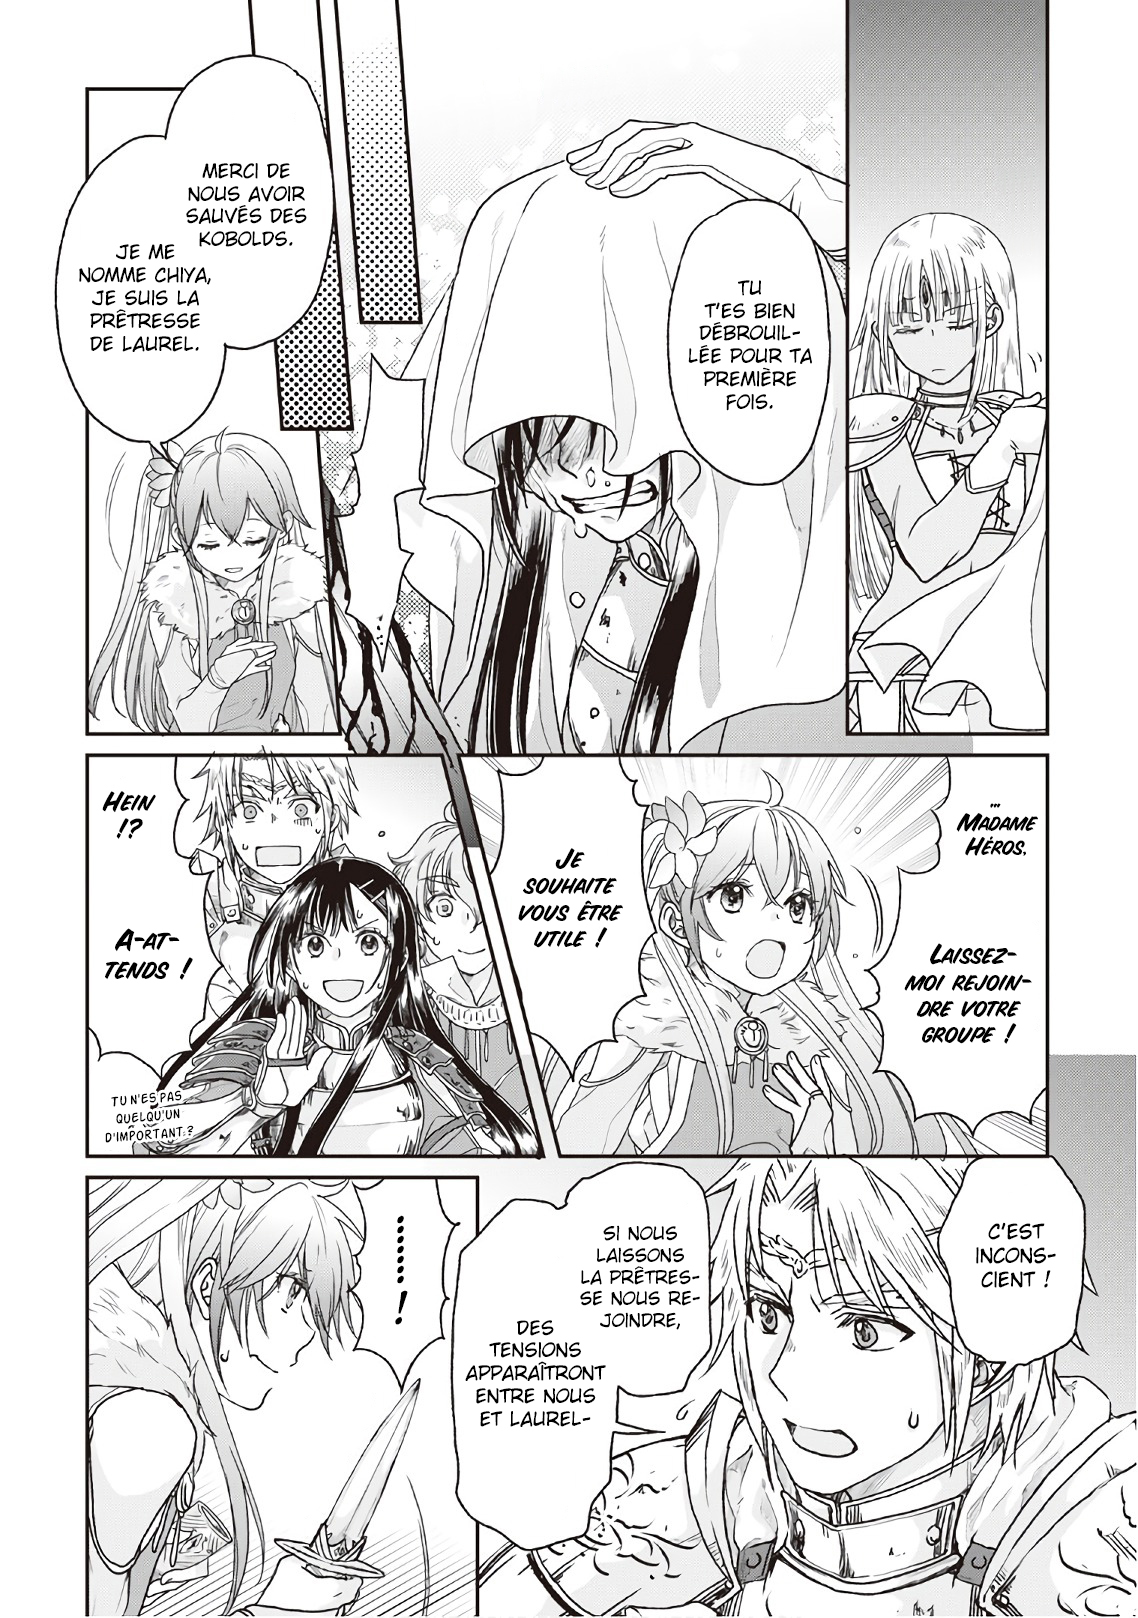 TU
T'ES BIEN
DÉBROUIL-
LÉE POUR TA
PREMIÈRE
FOIS.
MERCI DE
NOUS AVOIR
SAUVÉS DES
KOBOLDS.
JE ME
NOMME CHIYA,
JE SUIS LA
PRÊTRESSE
DE LAUREL.
...
MADAME
HÉROS,
LAISSEZ-
MOI REJOIN-
DRE VOTRE
GROUPE !
JE
SOUHAITE
VOUS ÊTRE
UTILE !
HEIN
!?
A-AT-
TENDS !
TU N'ES PAS
QUELQU'UN
D'IMPORTANT ?
C'EST
INCONS-
CIENT !
SI NOUS
LAISSONS
LA PRÊTRES-
SE NOUS RE-
JOINDRE,
DES
TENSIONS
APPARAÎTRONT
ENTRE NOUS
ET LAUREL-
........ !